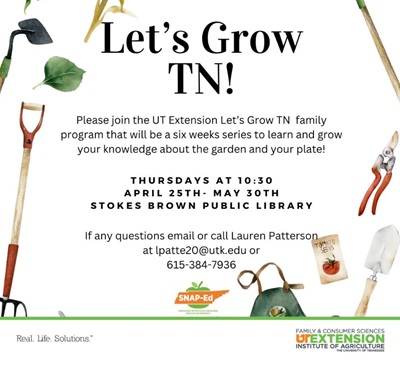 Let's Grow
TN!
Please join the UT Extension Let's Grow TN family
program that will be a six weeks series to learn and grow
your knowledge about the garden and your plate!
THURSDAYS AT 10:30
APRIL 25TH- MAY 30TH
STOKES BROWN PUBLIC LIBRARY
If any questions email or call Lauren Patterson
at lpatte20@utk.edu or
615-384-7936
TOMATO
SEEDS
SNAP-Ed
Real. Life. Solutions.™
FAMILY & CONSUMER SCIENCES
UTEXTENSION
INSTITUTE OF AGRICULTURE
THE UNIVERSITY OF TENNESSEE